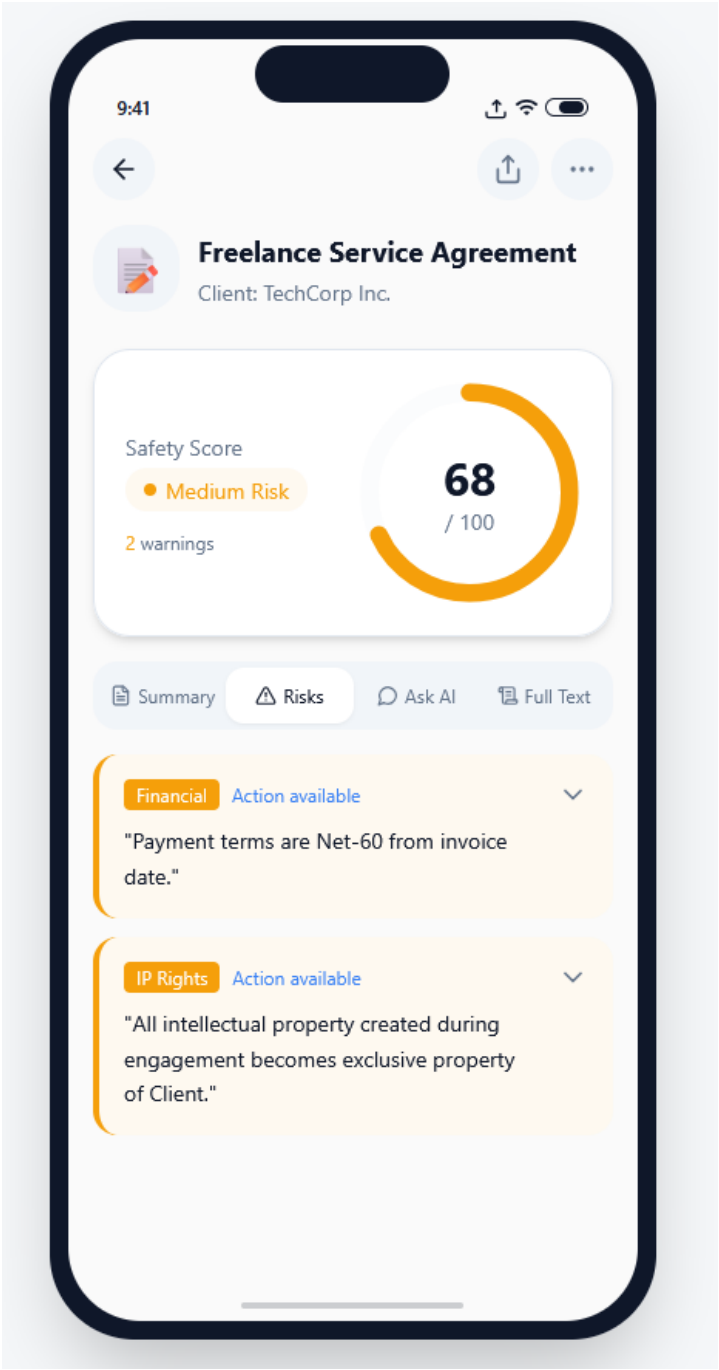 9:41
Freelance Service Agreement
Client: TechCorp Inc.
Safety Score
Medium Risk
2 warnings
68
/ 100
Summary
Risks
Ask AI
Full Text
Financial
Action available
"Payment terms are Net-60 from invoice
date."
IP Rights
Action available
"All intellectual property created during
engagement becomes exclusive property
of Client."